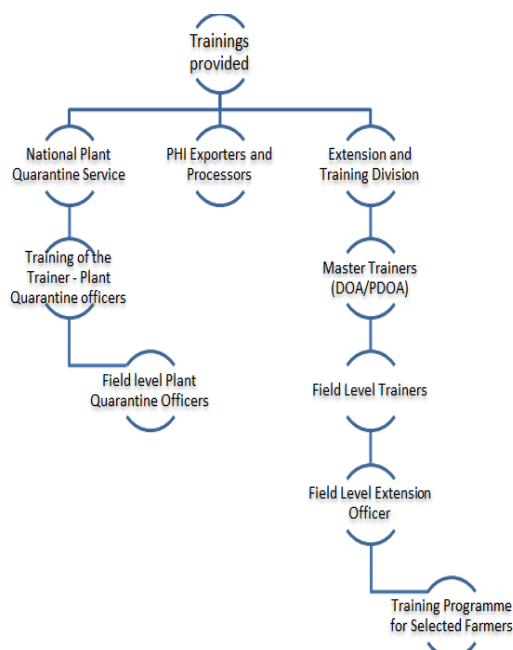 Trainings
provided
National Plant
Quarantine Service
PHI Exporters and
Processors
Extension and
Training Division
Training of the
Trainer - Plant
Quarantine officers
Master Trainers
(DOA/PDOA)
Field level Plant
Quarantine Officers
Field Level Trainers
Field Level Extension
Officer
Training Programme
for Selected Farmers